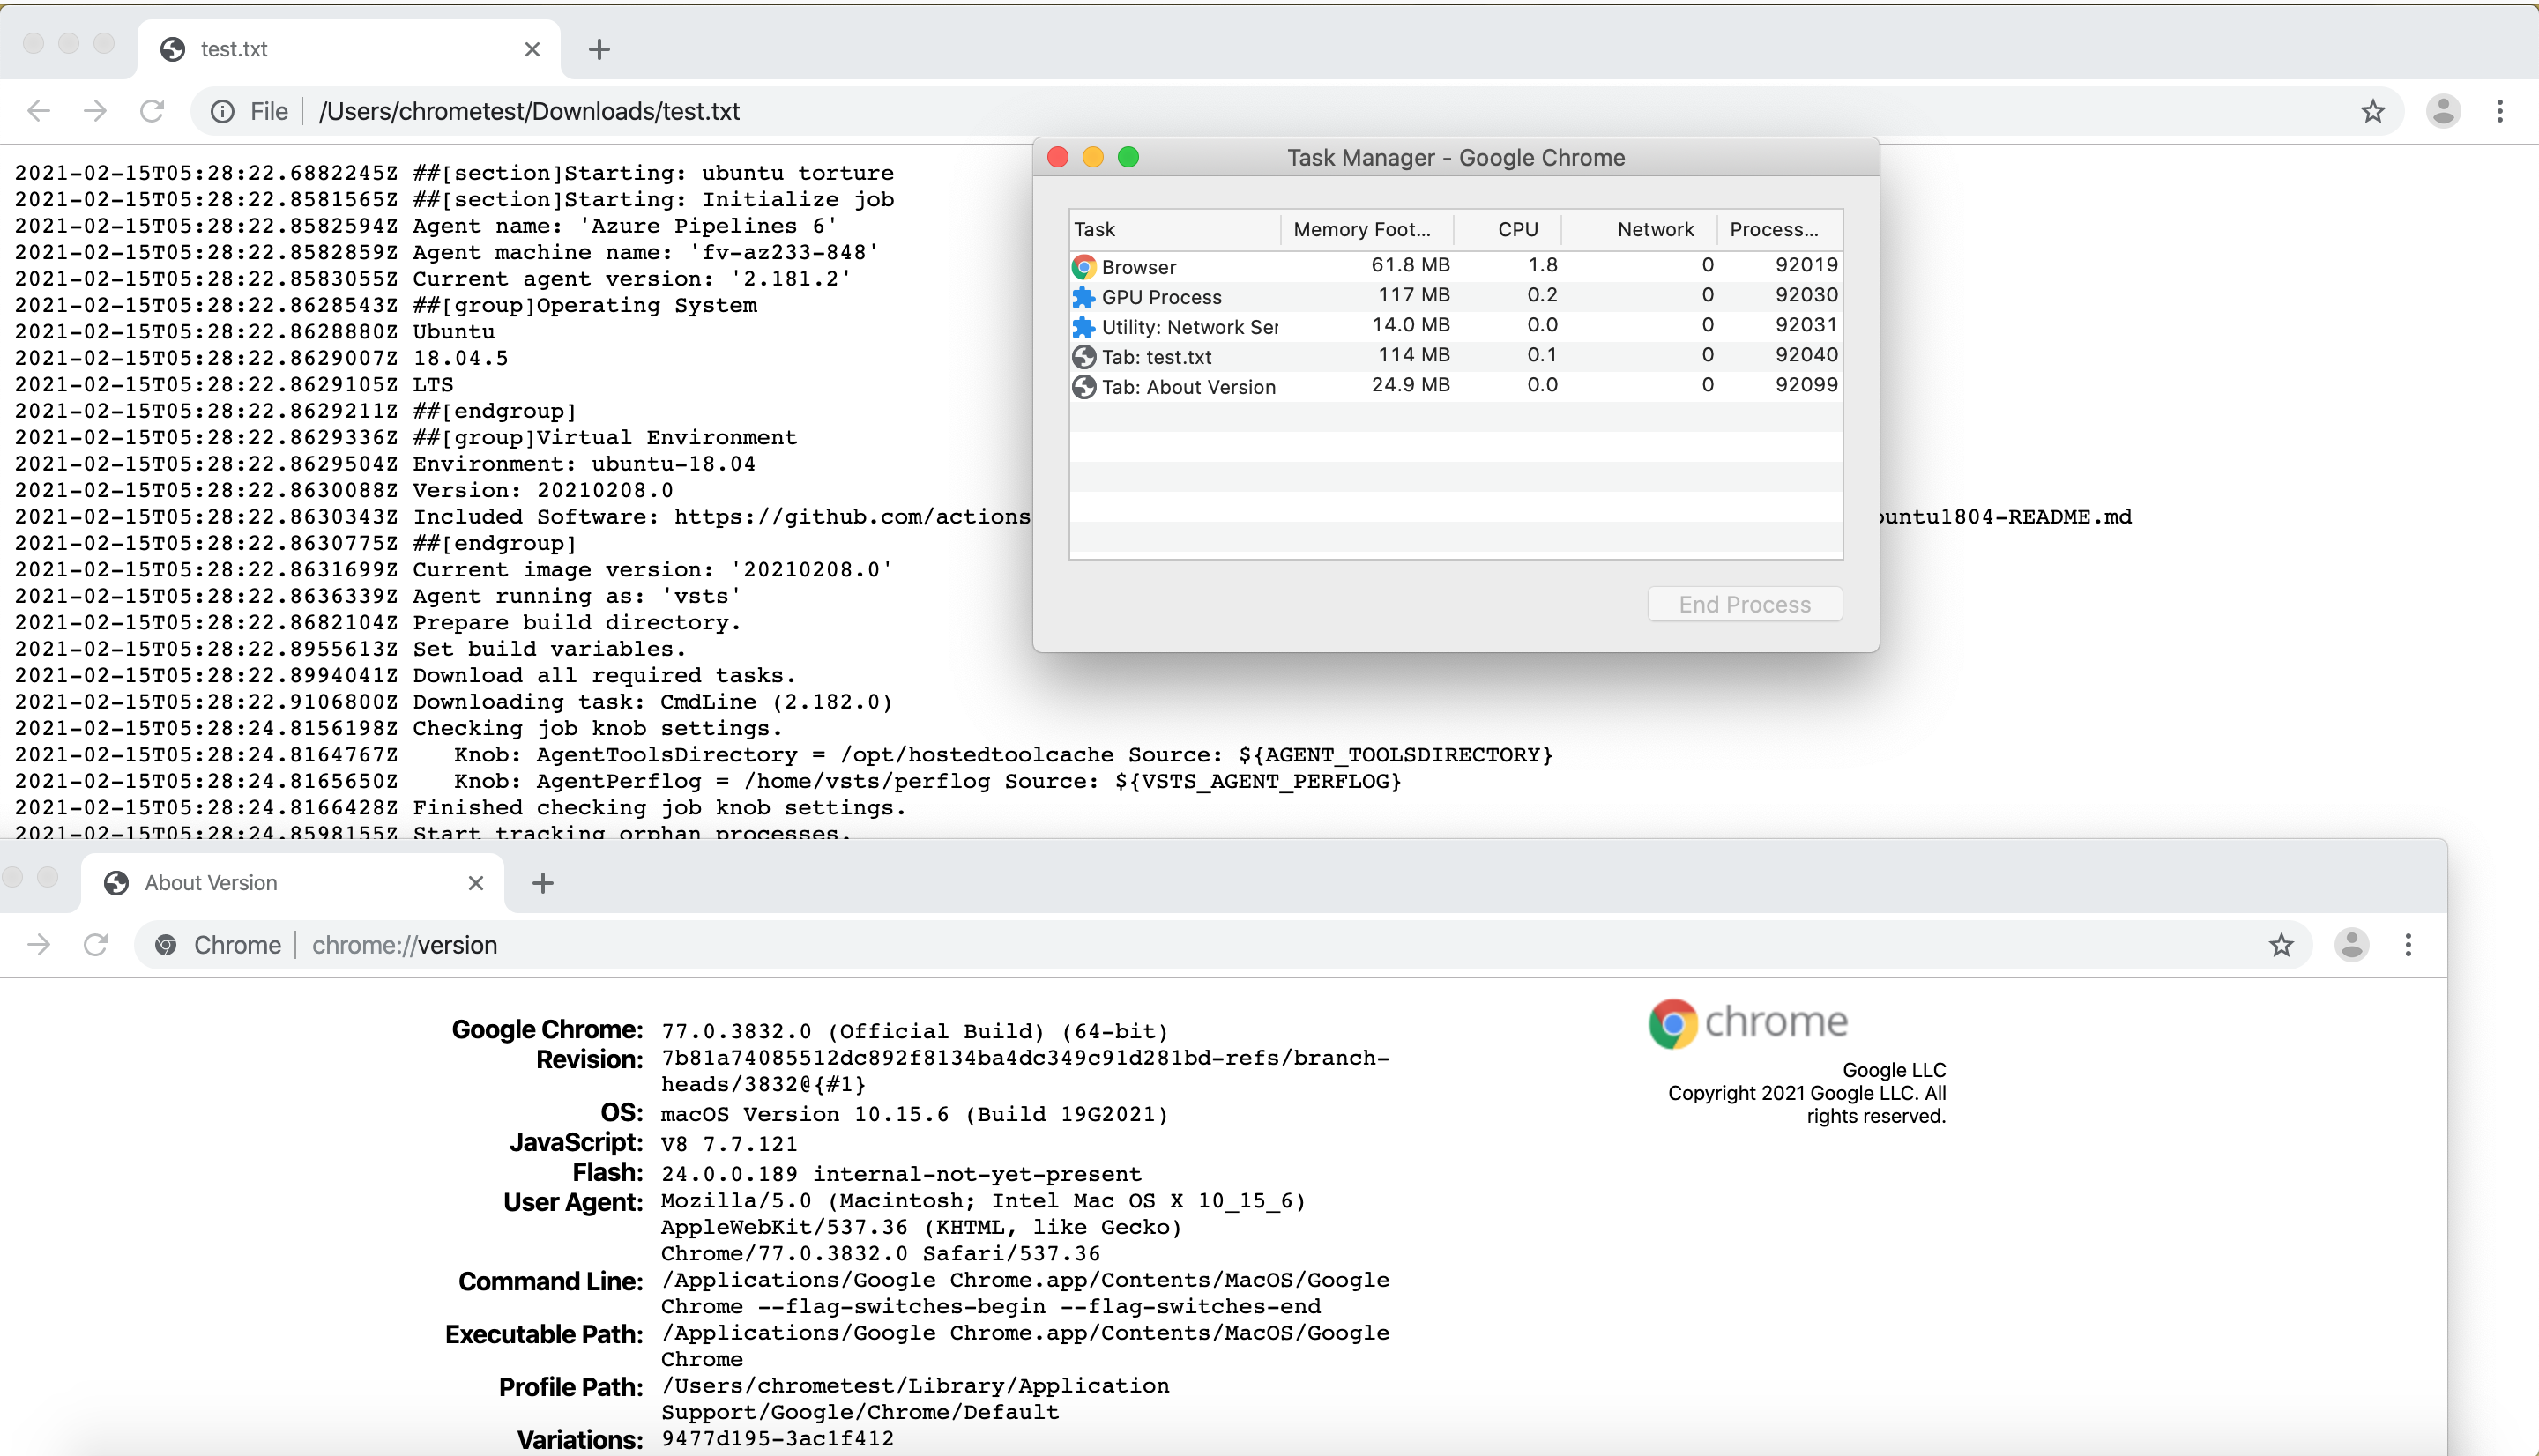 test.txt
File | /Users/chrometest/Downloads/test.txt
2021-02-15T05:28:22.6882245Z ##[section]Starting: ubuntu torture
2021-02-15T05:28:22.8581565Z ##[section]Starting: Initialize job
2021-02-15T05:28:22.8582594Z Agent name: 'Azure Pipelines 6'
2021-02-15T05:28:22.8582859Z Agent machine name: 'fv-az233-848'
2021-02-15T05:28:22.8583055Z Current agent version: '2.181.2'
2021-02-15T05:28:22.8628543Z ##[group]Operating System
2021-02-15T05:28:22.8628880Z Ubuntu
2021-02-15T05:28:22.8629007Z 18.04.5
2021-02-15T05:28:22.8629105Z LTS
2021-02-15T05:28:22.8629211Z ##[endgroup]
2021-02-15T05:28:22.8629336Z ##[group]Virtual Environment
2021-02-15T05:28:22.8629504Z Environment: ubuntu-18.04
2021-02-15T05:28:22.8630088Z Version: 20210208.0
2021-02-15T05:28:22.8630343Z Included Software: https://github.com/actions buntu1804-README.md
2021-02-15T05:28:22.8630775Z ##[endgroup]
2021-02-15T05:28:22.8631699Z Current image version: '20210208.0'
2021-02-15T05:28:22.8636339Z Agent running as: 'vsts'
2021-02-15T05:28:22.8682104Z Prepare build directory.
2021-02-15T05:28:22.8955613Z Set build variables.
2021-02-15T05:28:22.8994041Z Download all required tasks.
2021-02-15T05:28:22.9106800Z Downloading task: CmdLine (2.182.0)
2021-02-15T05:28:24.8156198Z Checking job knob settings.
2021-02-15T05:28:24.8164767Z    Knob: AgentToolsDirectory = /opt/hostedtoolcache Source: ${AGENT_TOOLSDIRECTORY}
2021-02-15T05:28:24.8165650Z    Knob: AgentPerflog = /home/vsts/perflog Source: ${VSTS_AGENT_PERFLOG}
2021-02-15T05:28:24.8166428Z Finished checking job knob settings.
2021-02-15T05:28:24.8598155Z Start tracking orphan processes.
Task Manager - Google Chrome
Task Memory Foot... CPU Network Process...
Browser 61.8 MB 1.8 0 92019
GPU Process 117 MB 0.2 0 92030
Utility: Network Ser 14.0 MB 0.0 0 92031
Tab: test.txt 114 MB 0.1 0 92040
Tab: About Version 24.9 MB 0.0 0 92099
End Process
About Version
Chrome | chrome://version
chrome
Google LLC
Copyright 2021 Google LLC. All
rights reserved.
Google Chrome: 77.0.3832.0 (Official Build) (64-bit)
Revision: 7b81a74085512dc892f8134ba4dc349c91d281bd-refs/branch-
heads/3832@{#1}
OS: macOS Version 10.15.6 (Build 19G2021)
JavaScript: V8 7.7.121
Flash: 24.0.0.189 internal-not-yet-present
User Agent: Mozilla/5.0 (Macintosh; Intel Mac OS X 10_15_6)
AppleWebKit/537.36 (KHTML, like Gecko)
Chrome/77.0.3832.0 Safari/537.36
Command Line: /Applications/Google Chrome.app/Contents/MacOS/Google
Chrome --flag-switches-begin --flag-switches-end
Executable Path: /Applications/Google Chrome.app/Contents/MacOS/Google
Chrome
Profile Path: /Users/chrometest/Library/Application
Support/Google/Chrome/Default
Variations: 9477d195-3ac1f412